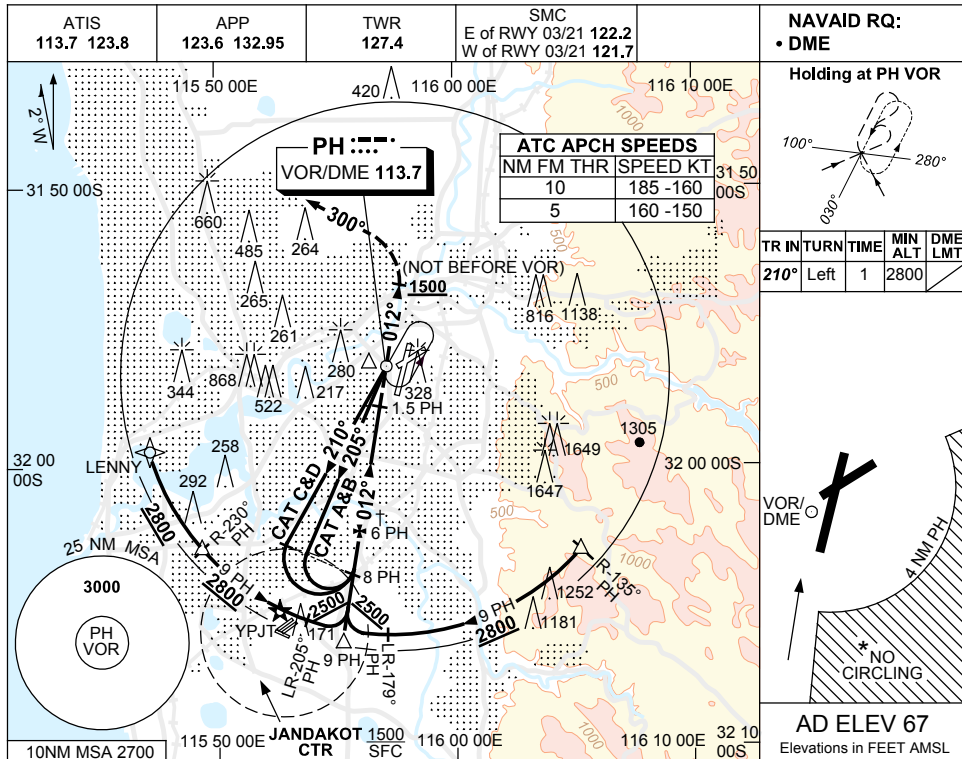 ATIS
113.7 123.8
APP
123.6 132.95
TWR
127.4
SMC
E of RWY 03/21 122.2
W of RWY 03/21 121.7
NAVAID RQ:
• DME
115 50 00E
116 00 00E
116 10 00E
2° W
420
1000
PH
VOR/DME 113.7
ATC APCH SPEEDS
NM FM THR SPEED KT
10 185 -160
5 160 -150
31 50 00S
31 50 00S
300°
660
485
264
500
(NOT BEFORE VOR)
1500
265
261
012°
816
1138
344
868
522
280
217
328
500
1.5 PH
1305
1649
1647
32 00 00S
32 00 00S
LENNY
258
292
CAT C&D 210°
CAT A&B 205°
012°
500
6 PH
2800
R-230° PH
25 NM MSA
3000
PH VOR
9 PH
2800
8 PH
1000
R-135° PH
1252
1181
9 PH
2800
2500
2500
YPJT
171
LR-205° PH
9 PH
LR-179° PH
JANDAKOT CTR
1500
SFC
1000
10NM MSA 2700
115 50 00E
116 00 00E
116 10 00E
32 10 00S
Holding at PH VOR
100°
280°
030°
TR IN TURN TIME MIN ALT DME LMT
210° Left 1 2800
VOR/
DME
4 NM PH
*NO
CIRCLING
AD ELEV 67
Elevations in FEET AMSL